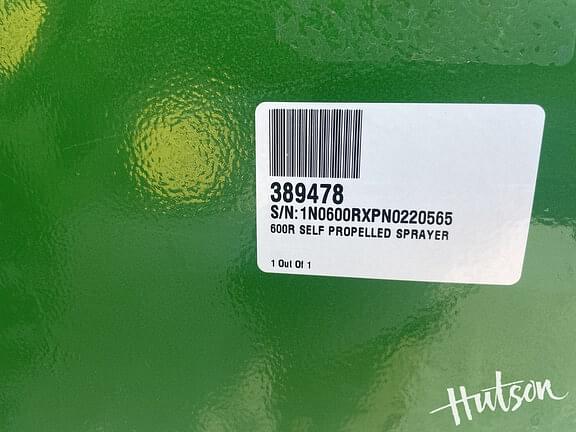 389478
S/N:1N0600RXPN0220565
600R SELF PROPELLED SPRAYER
1 Out Of 1
Hutson